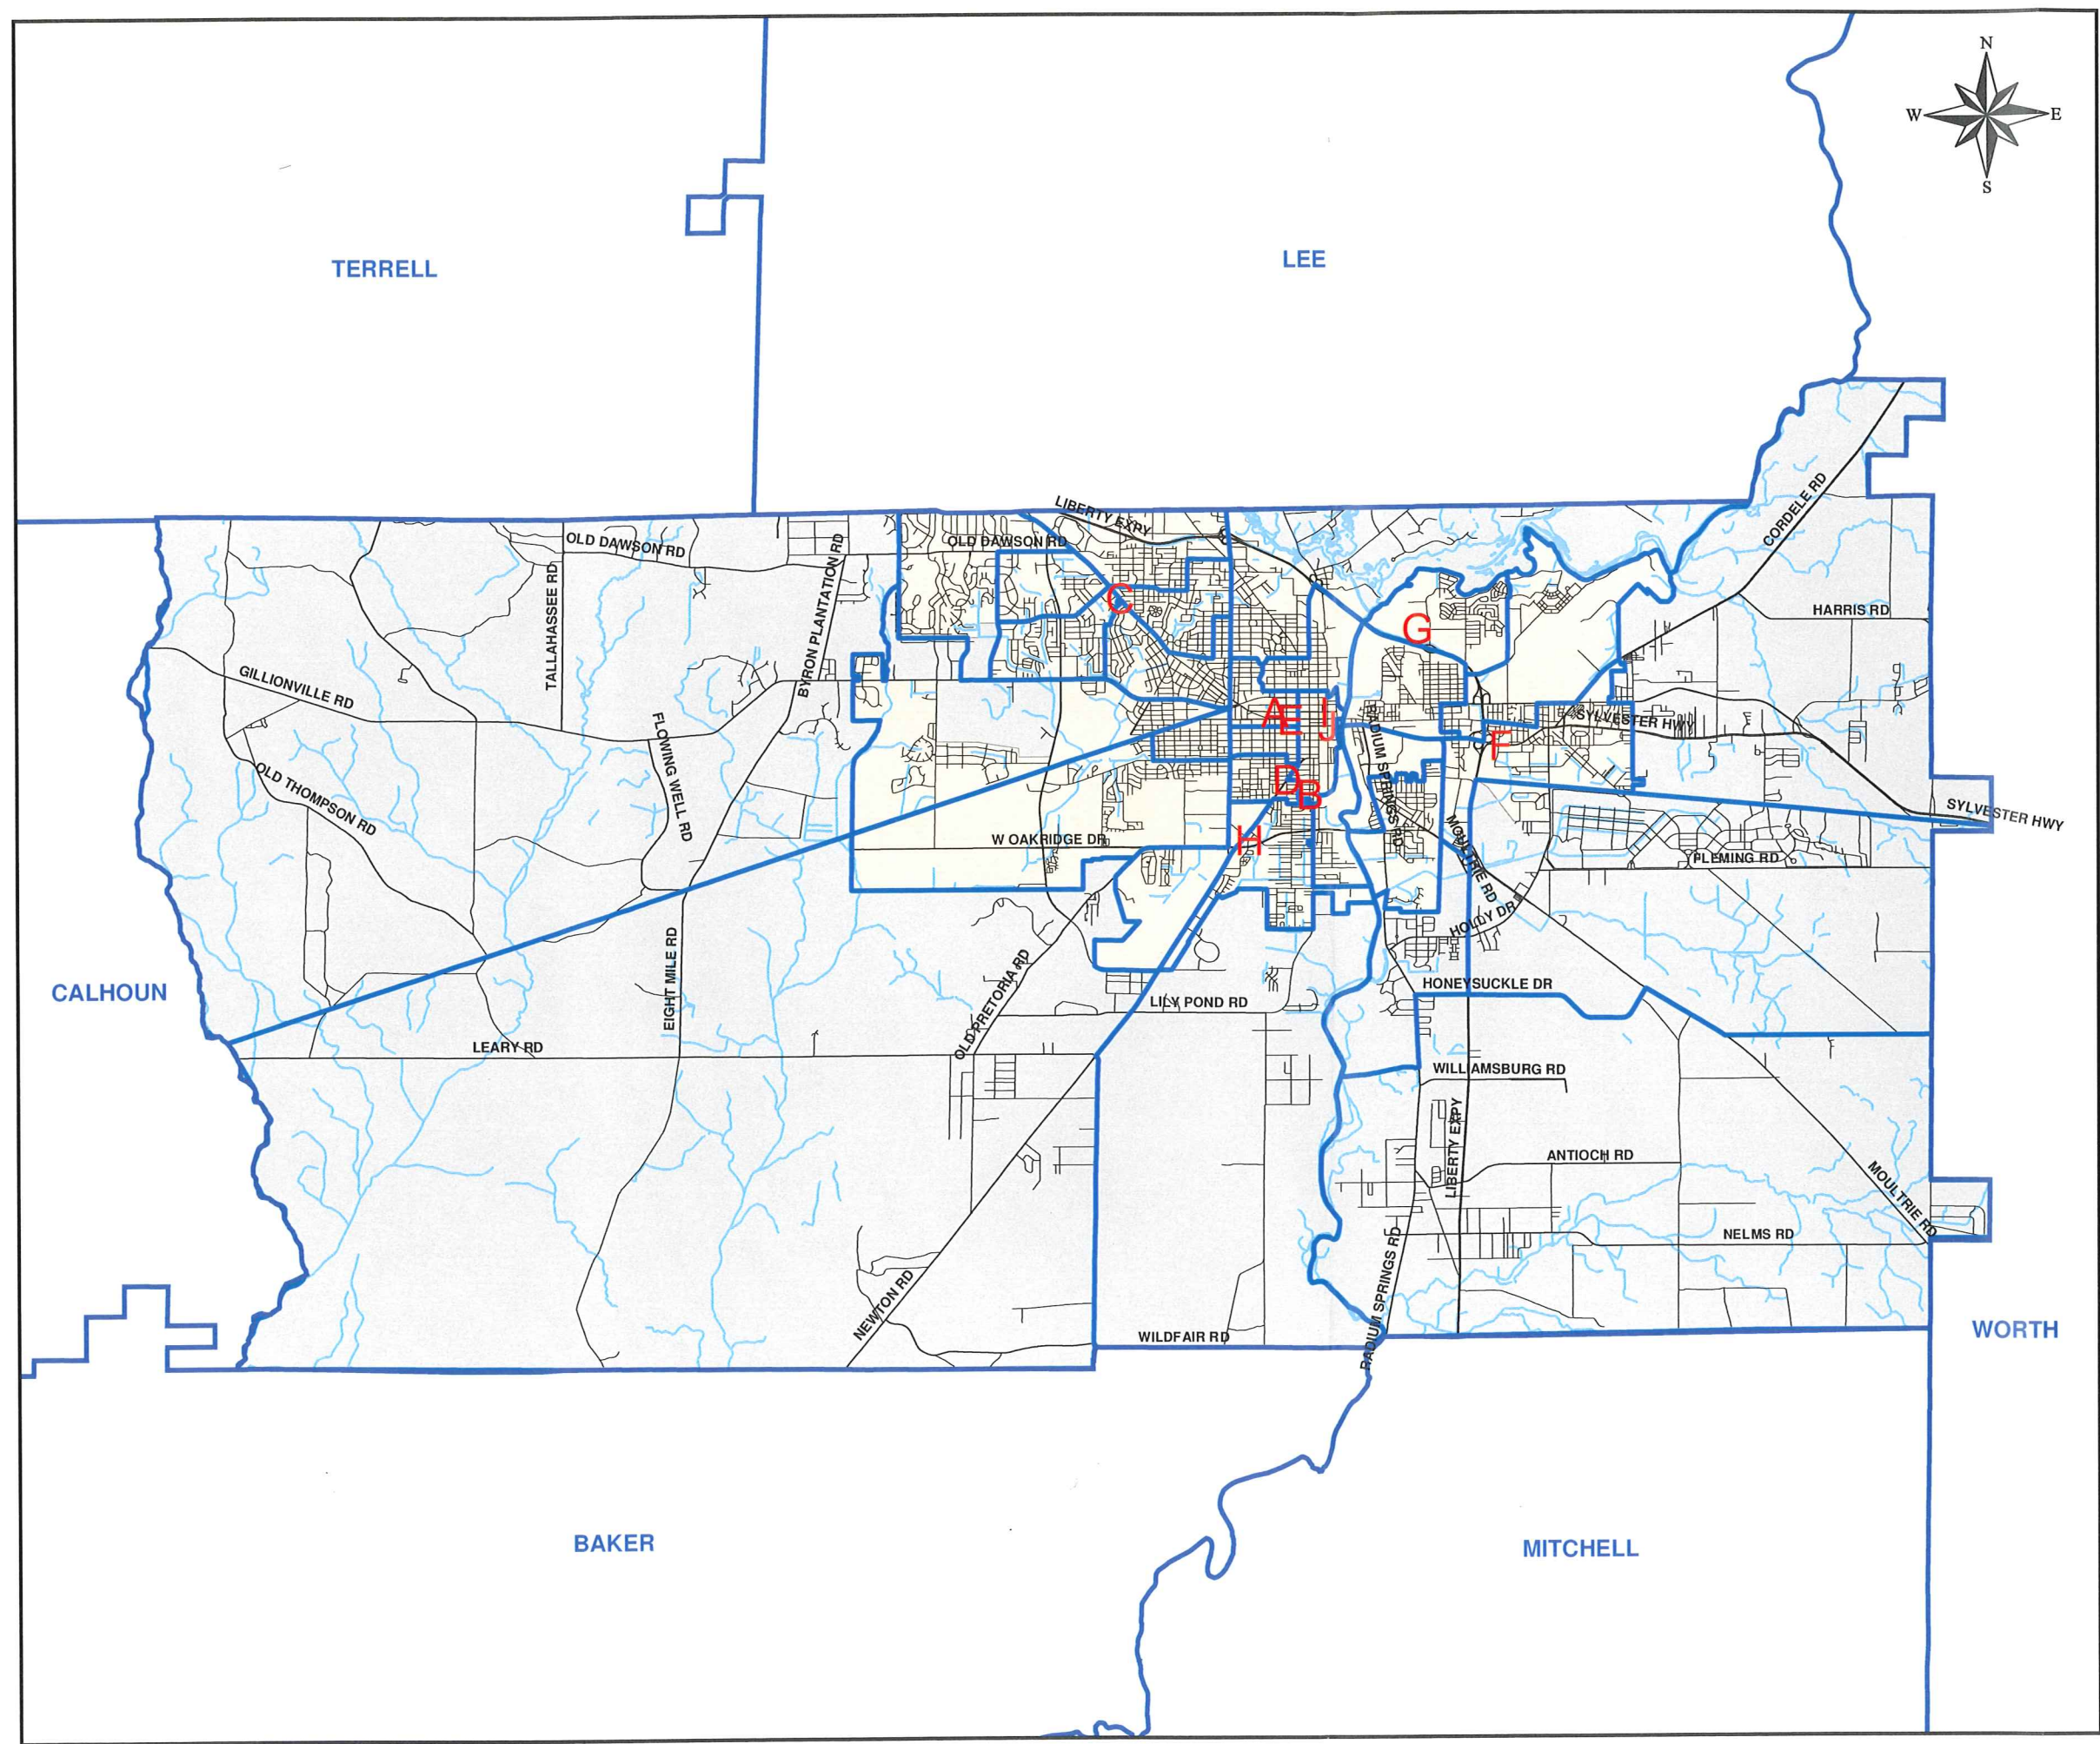 N
W
E
S
TERRELL
LEE
LIBERTY EXPY
OLD DAWSON RD
OLD DAWSON RD
CORDELE RD
TALLAHASSEE RD
BYRON PLANTATION RD
C
HARRIS RD
G
GILLIONVILLE RD
FLOWING WELL RD
A
E
I
J
RADIUM SPRINGS RD
SYLVESTER HWY
F
OLD THOMPSON RD
D
B
SYLVESTER HWY
W OAKRIDGE DR
H
MOULTRIE RD
FLEMING RD
HOLLY DR
CALHOUN
EIGHT MILE RD
OLD PRETORIA RD
LILY POND RD
HONEYSUCKLE DR
LEARY RD
WILLIAMSBURG RD
LIBERTY EXPY
ANTIOCH RD
MOULTRIE RD
NELMS RD
NEWTON RD
WILDFAIR RD
RADIUM SPRINGS RD
WORTH
BAKER
MITCHELL